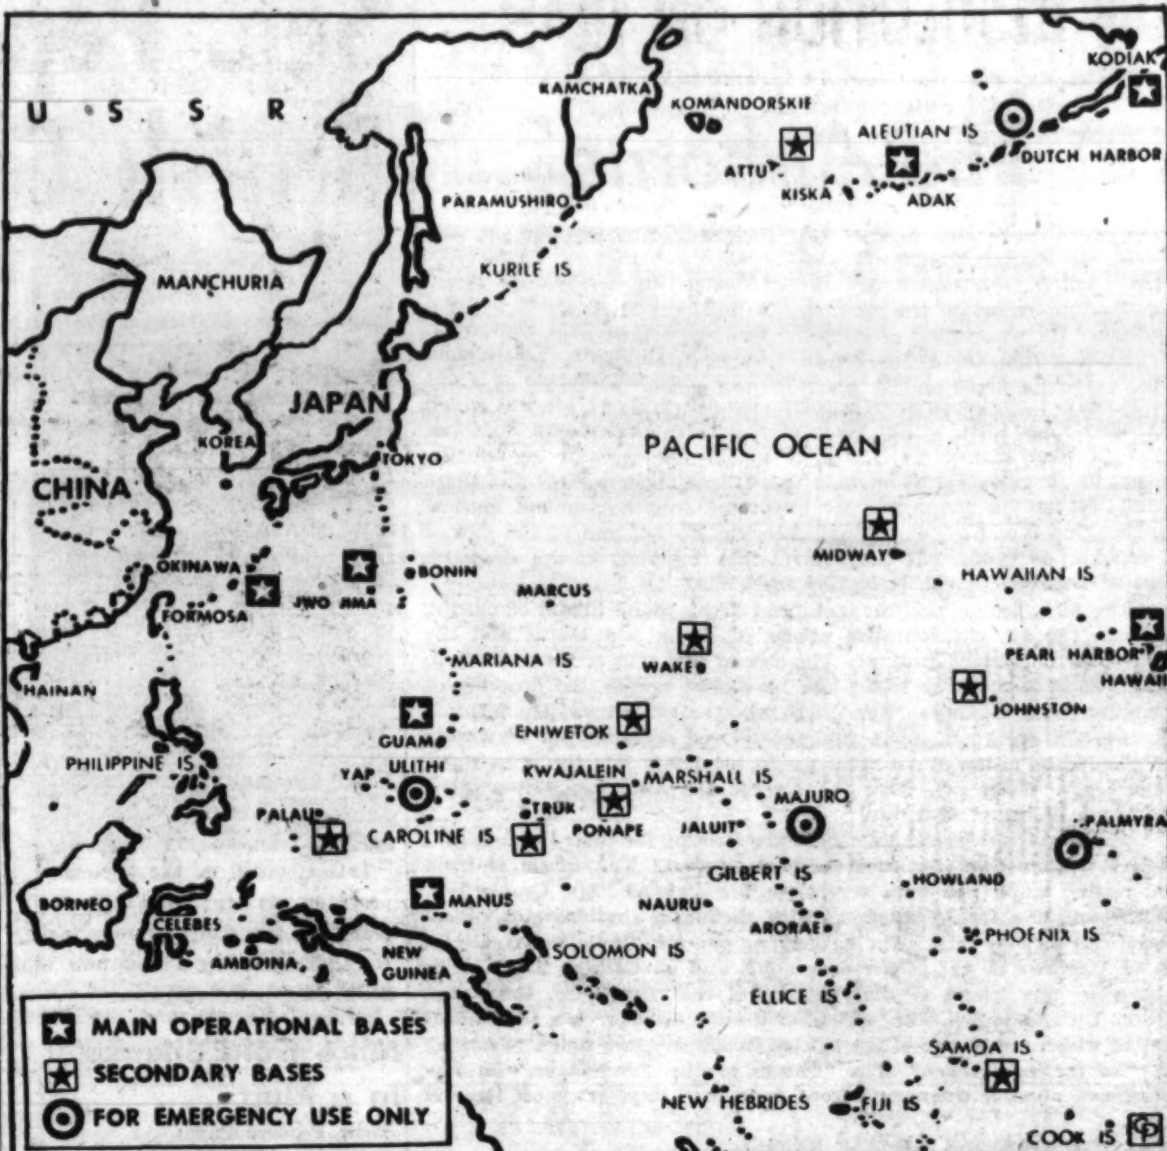 KODIAK
KAMCHATKA
KOMANDORSKIE
U S S R
ALEUTIAN IS
DUTCH HARBOR
ATTU
KISKA
ADAK
PARAMUSHIRO
KURILE IS
MANCHURIA
JAPAN
KOREA
TOKYO
PACIFIC OCEAN
CHINA
MIDWAY
OKINAWA
BONIN
HAWAIIAN IS
MARCUS
JWO JIMA
FORMOSA
PEARL HARBOR
MARIANA IS
WAKE
HAWAII
HAINAN
JOHNSTON
ENIWETOK
GUAM
PHILIPPINE IS
ULITHI
YAP
KWAJALEIN
MARSHALL IS
MAJURO
TRUK
PALAU
PONAPE
JALUIT
PALMYRA
CAROLINE IS
GILBERT IS
HOWLAND
BORNEO
MANUS
NAURU
CELEBES
ARORAE
PHOENIX IS
NEW
GUINEA
SOLOMON IS
AMBOINA
ELLICE IS
MAIN OPERATIONAL BASES
SAMOA IS
SECONDARY BASES
NEW HEBRIDES
FIJI IS
FOR EMERGENCY USE ONLY
COOK IS
CP